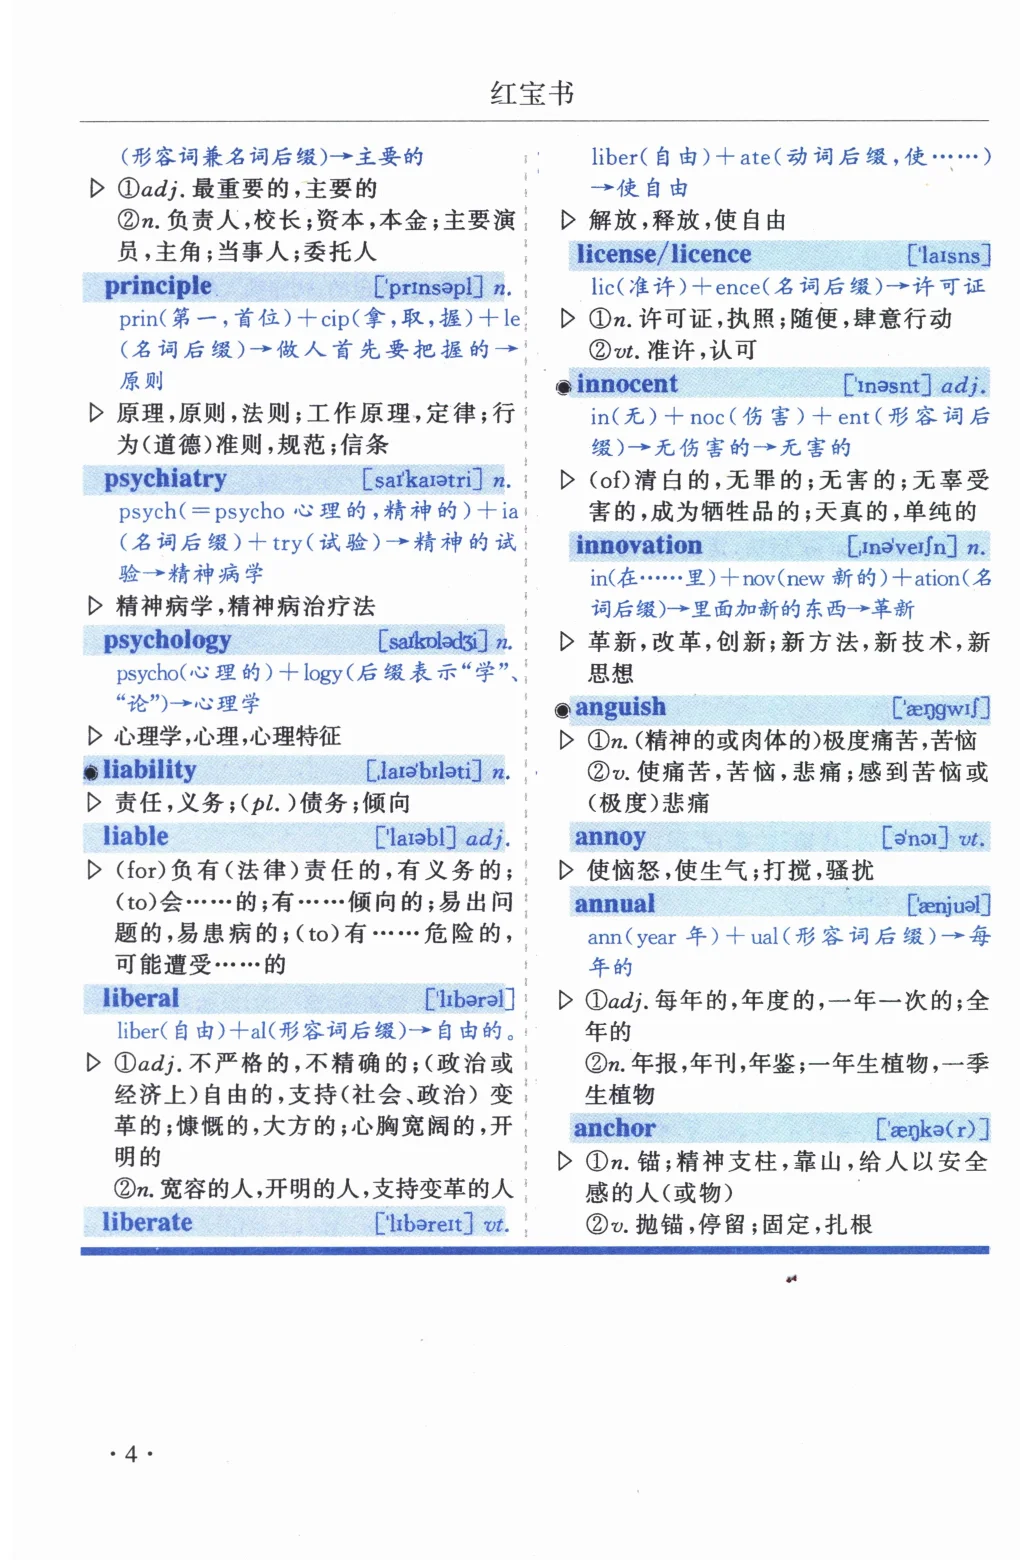 红宝书
(形容词兼名词后缀)→主要的
▷ ①adj.最重要的,主要的
②n.负责人,校长;资本,本金;主要演
员,主角;当事人;委托人
principle ['prɪnsəpl] n.
prin(第一,首位)+cip(拿,取,握)+le
(名词后缀)→做人首先要把握的→
原则
▷ 原理,原则,法则;工作原理,定律;行
为(道德)准则,规范;信条
psychiatry [saɪ'kaɪətri] n.
psych(=psycho 心理的,精神的)+ia
(名词后缀)+try(试验)→精神的试
验→精神病学
▷ 精神病学,精神病治疗法
psychology [saɪkɒlədʒi] n.
psycho(心理的)+logy(后缀表示“学”、
“论”)→心理学
▷ 心理学,心理,心理特征
◉liability [ˌlaɪə'bɪləti] n.
▷ 责任,义务;(pl.)债务;倾向
liable ['laɪəbl] adj.
▷ (for)负有(法律)责任的,有义务的;
(to)会……的;有……倾向的;易出问
题的,易患病的;(to)有……危险的,
可能遭受……的
liberal ['lɪbərəl]
liber(自由)+al(形容词后缀)→自由的。
▷ ①adj.不严格的,不精确的;(政治或
经济上)自由的,支持(社会、政治)变
革的;慷慨的,大方的;心胸宽阔的,开
明的
②n.宽容的人,开明的人,支持变革的人
liberate ['lɪbəreɪt] vt.
liber(自由)+ate(动词后缀,使……)
→使自由
▷ 解放,释放,使自由
license/licence ['laɪsns]
lic(准许)+ence(名词后缀)→许可证
▷ ①n.许可证,执照;随便,肆意行动
②vt.准许,认可
◉innocent ['ɪnəsnt] adj.
in(无)+noc(伤害)+ent(形容词后
缀)→无伤害的→无害的
▷ (of)清白的,无罪的;无害的;无辜受
害的,成为牺牲品的;天真的,单纯的
innovation [ˌɪnə'veɪʃn] n.
in(在……里)+nov(new 新的)+ation(名
词后缀)→里面加新的东西→革新
▷ 革新,改革,创新;新方法,新技术,新
思想
◉anguish ['æŋgwɪʃ]
▷ ①n.(精神的或肉体的)极度痛苦,苦恼
②v.使痛苦,苦恼,悲痛;感到苦恼或
(极度)悲痛
annoy [ə'nɔɪ] vt.
▷ 使恼怒,使生气;打搅,骚扰
annual ['ænjuəl]
ann(year 年)+ual(形容词后缀)→每
年的
▷ ①adj.每年的,年度的,一年一次的;全
年的
②n.年报,年刊,年鉴;一年生植物,一季
生植物
anchor ['æŋkə(r)]
▷ ①n.锚;精神支柱,靠山,给人以安全
感的人(或物)
②v.抛锚,停留;固定,扎根
·4·